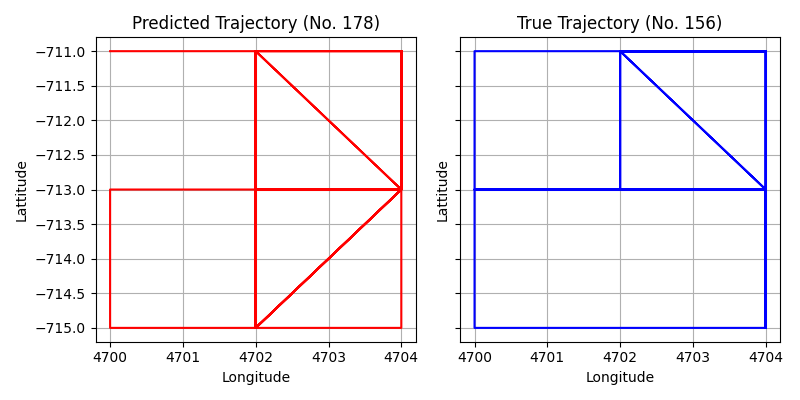 Predicted Trajectory (No. 178)
True Trajectory (No. 156)
Lattitude
−711.0
−711.5
−712.0
−712.5
−713.0
−713.5
−714.0
−714.5
−715.0
4700 4701 4702 4703 4704
Longitude
Lattitude
4700 4701 4702 4703 4704
Longitude